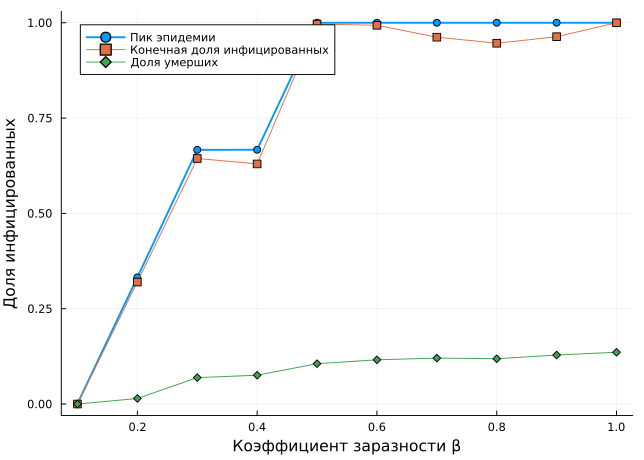 1.00
0.75
0.50
0.25
0.00
Доля инфицированных
Пик эпидемии
Конечная доля инфицированных
Доля умерших
0.2
0.4
0.6
0.8
1.0
Коэффициент заразности β